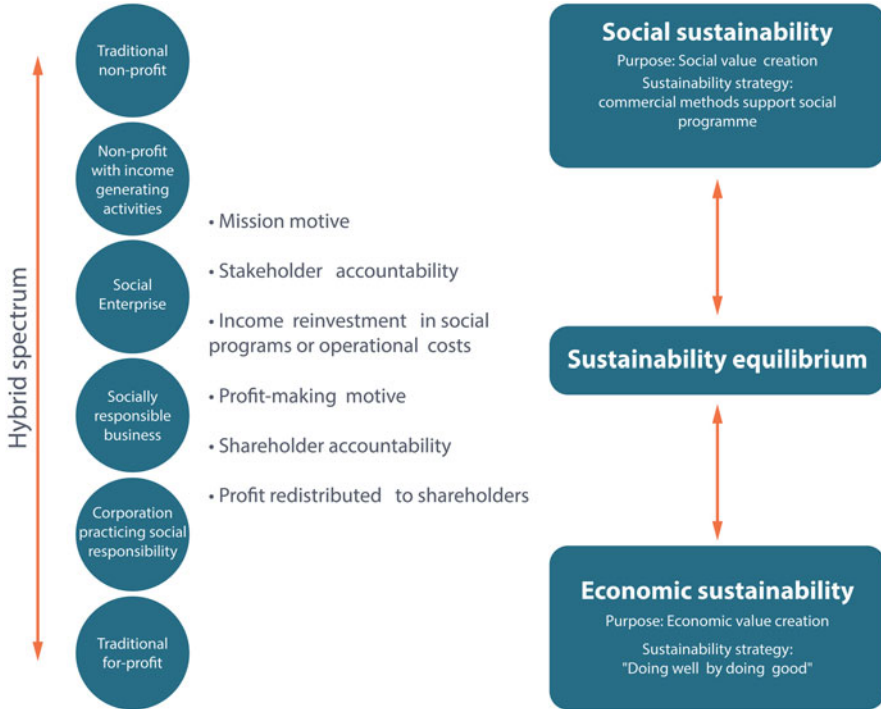 Hybrid spectrum
Traditional
non-profit
Non-profit
with income
generating
activities
Social
Enterprise
Socially
responsible
business
Corporation
practicing social
responsibility
Traditional
for-profit
• Mission motive
• Stakeholder accountability
• Income reinvestment in social
programs or operational costs
• Profit-making motive
• Shareholder accountability
• Profit redistributed to shareholders
Social sustainability
Purpose: Social value creation
Sustainability strategy:
commercial methods support social
programme
Sustainability equilibrium
Economic sustainability
Purpose: Economic value creation
Sustainability strategy:
"Doing well by doing good"